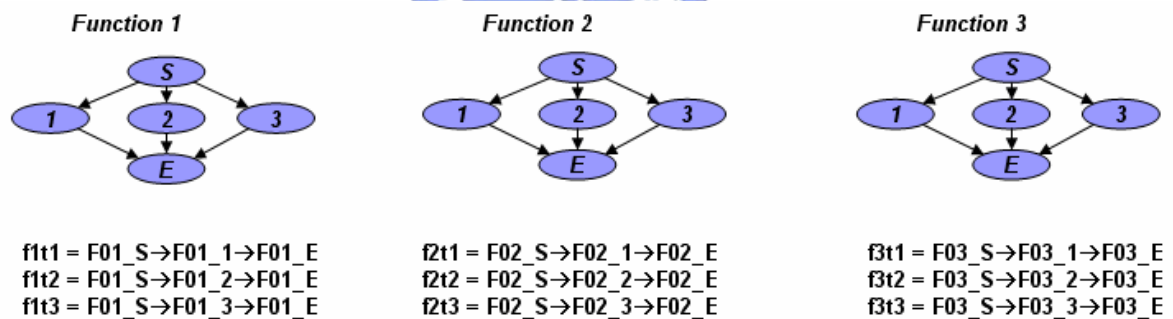 Function 1
S
1 2 3
E
f1t1 = F01_S→F01_1→F01_E
f1t2 = F01_S→F01_2→F01_E
f1t3 = F01_S→F01_3→F01_E
Function 2
S
1 2 3
E
f2t1 = F02_S→F02_1→F02_E
f2t2 = F02_S→F02_2→F02_E
f2t3 = F02_S→F02_3→F02_E
Function 3
S
1 2 3
E
f3t1 = F03_S→F03_1→F03_E
f3t2 = F03_S→F03_2→F03_E
f3t3 = F03_S→F03_3→F03_E